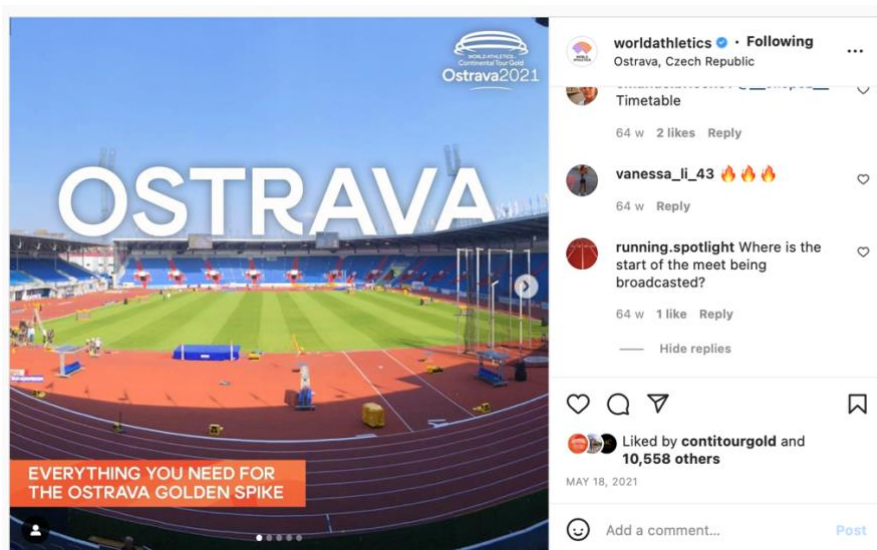 WORLD ATHLETICS
Continental Tour Gold
Ostrava2021
OSTRAVA
EVERYTHING YOU NEED FOR
THE OSTRAVA GOLDEN SPIKE
worldathletics • Following
Ostrava, Czech Republic
Timetable
64 w 2 likes Reply
vanessa_li_43 🔥🔥🔥
64 w Reply
running.spotlight Where is the
start of the meet being
broadcasted?
64 w 1 like Reply
Hide replies
Liked by contitourgold and
10,558 others
MAY 18, 2021
Add a comment... Post